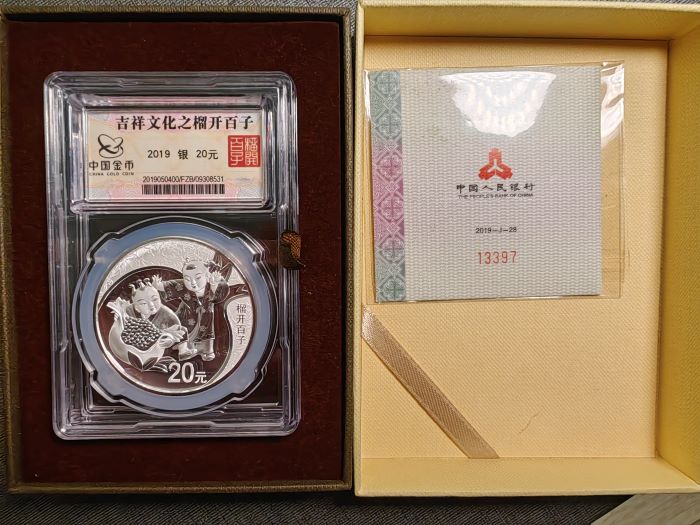 吉祥文化之榴开百子
中国金币
CHINA GOLD COIN
2019 银 20元
榴開百子
2019050400/FZB/09308531
榴开百子
20元
中国人民银行
THE PEOPLE'S BANK OF CHINA
2019-J-28
13397